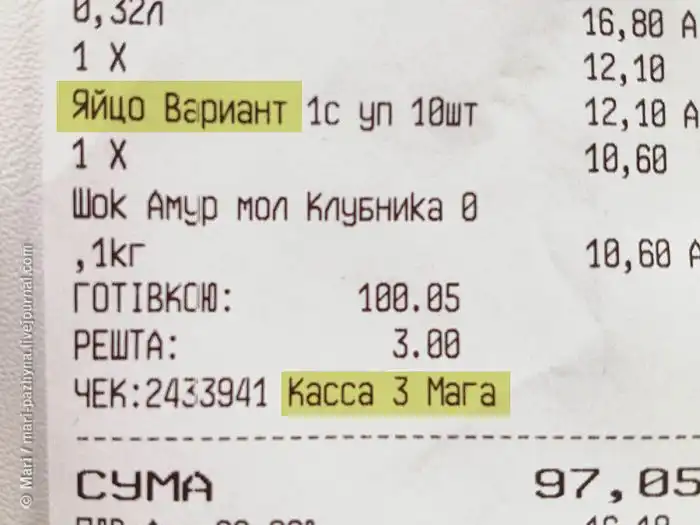 0,32л
16,80 А
1 X
12,10
Яйцо Вариант 1с уп 10шт
12,10 А
1 X
10,60
Шок Амур мол Клубника 0
,1кг
10,60 А
ГОТІВКОЮ: 100.05
РЕШТА: 3.00
ЧЕК:2433941 Касса 3 Мага
СУМА 97,05
© Mari / mari-pazhyna.livejournal.com